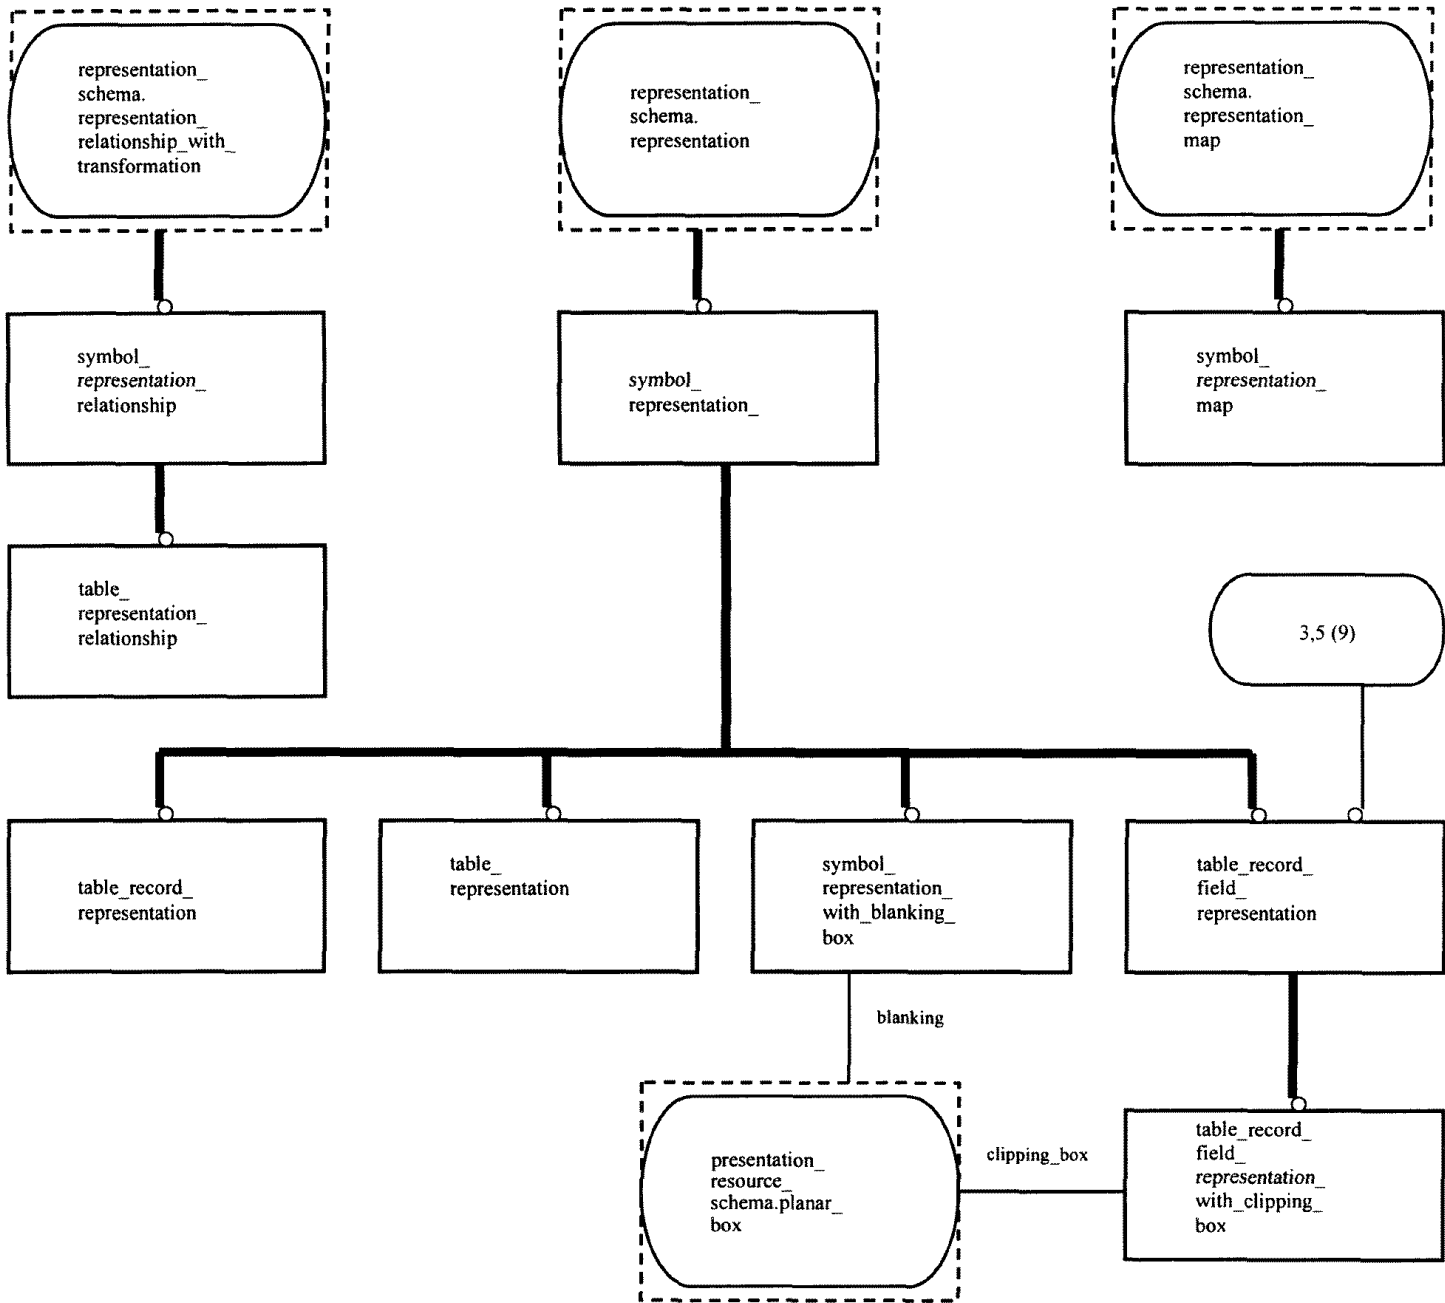 representation_
schema.
representation_
relationship_with_
transformation
representation_
schema.
representation
representation_
schema.
representation_
map
symbol_
representation_
relationship
symbol_
representation_
symbol_
representation_
map
table_
representation_
relationship
3,5 (9)
table_record_
representation
table_
representation
symbol_
representation_
with_blanking_
box
table_record_
field_
representation
blanking
presentation_
resource_
schema.planar_
box
clipping_box
table_record_
field_
representation_
with_clipping_
box